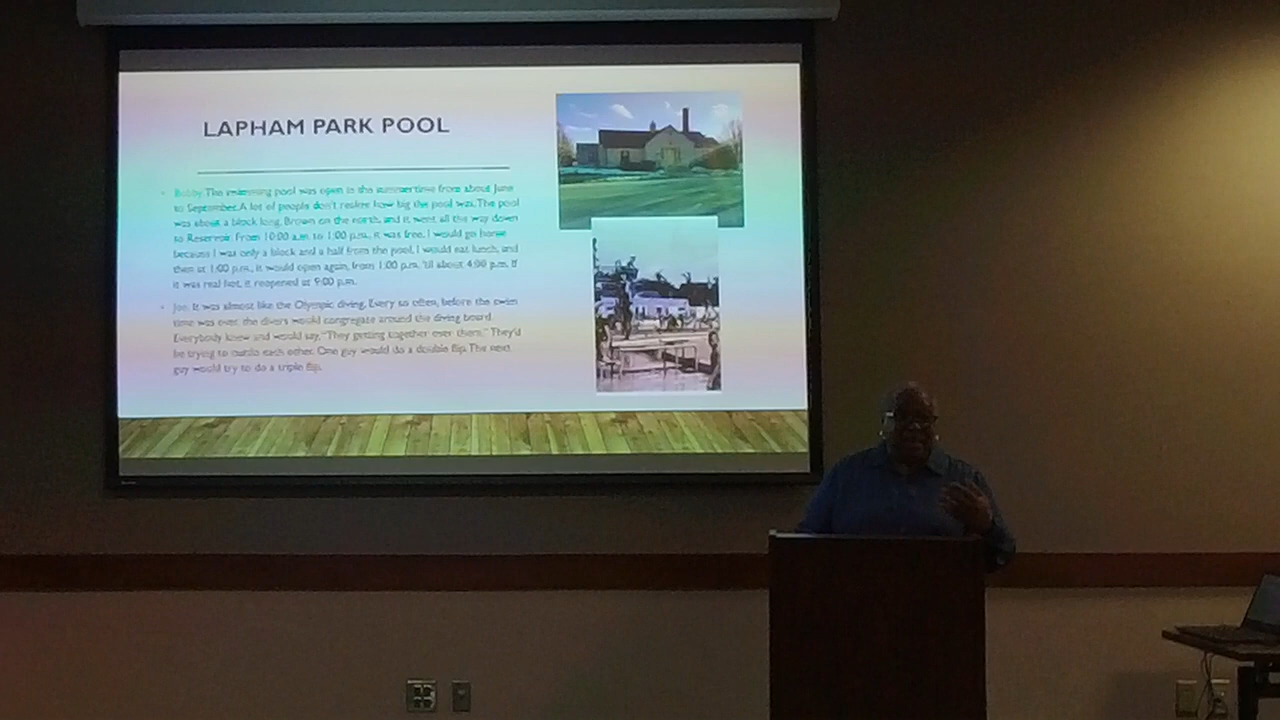 LAPHAM PARK POOL
Bobby: The swimming pool was open in the summertime from about June
to September. A lot of people don't realize how big the pool was. The pool
was about a block long. Brown on the north, and it went all the way down
to Reservoir. From 10:00 a.m. to 1:00 p.m., it was free. I would go home
because I was only a block and a half from the pool, I would eat lunch, and
then at 1:00 p.m., it would open again, from 1:00 p.m. 'till about 4:00 p.m. If
it was real hot, it reopened at 9:00 p.m.
Joe: It was almost like the Olympic diving. Every so often, before the swim
time was over, the divers would congregate around the diving board.
Everybody knew and would say, "They getting together over there." They'd
be trying to outdo each other. One guy would do a double flip. The next
guy would try to do a triple flip.